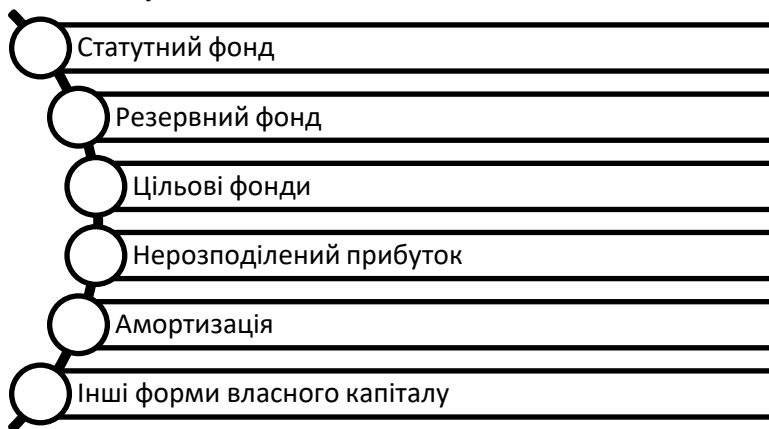 Статутний фонд
Резервний фонд
Цільові фонди
Нерозподілений прибуток
Амортизація
Інші форми власного капіталу